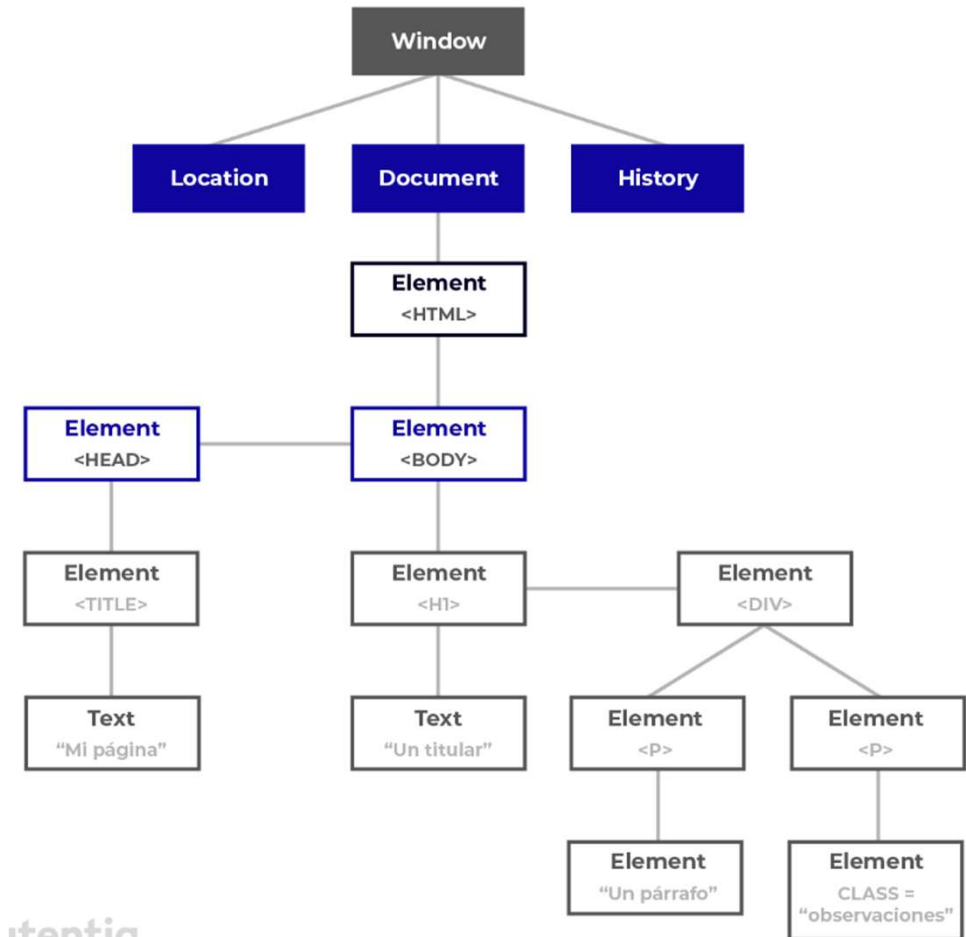 Window
Location
Document
History
Element
<HTML>
Element
<HEAD>
Element
<BODY>
Element
<TITLE>
Element
<H1>
Element
<DIV>
Text
“Mi página”
Text
“Un titular”
Element
<P>
Element
<P>
Element
“Un párrafo”
Element
CLASS =
“observaciones”